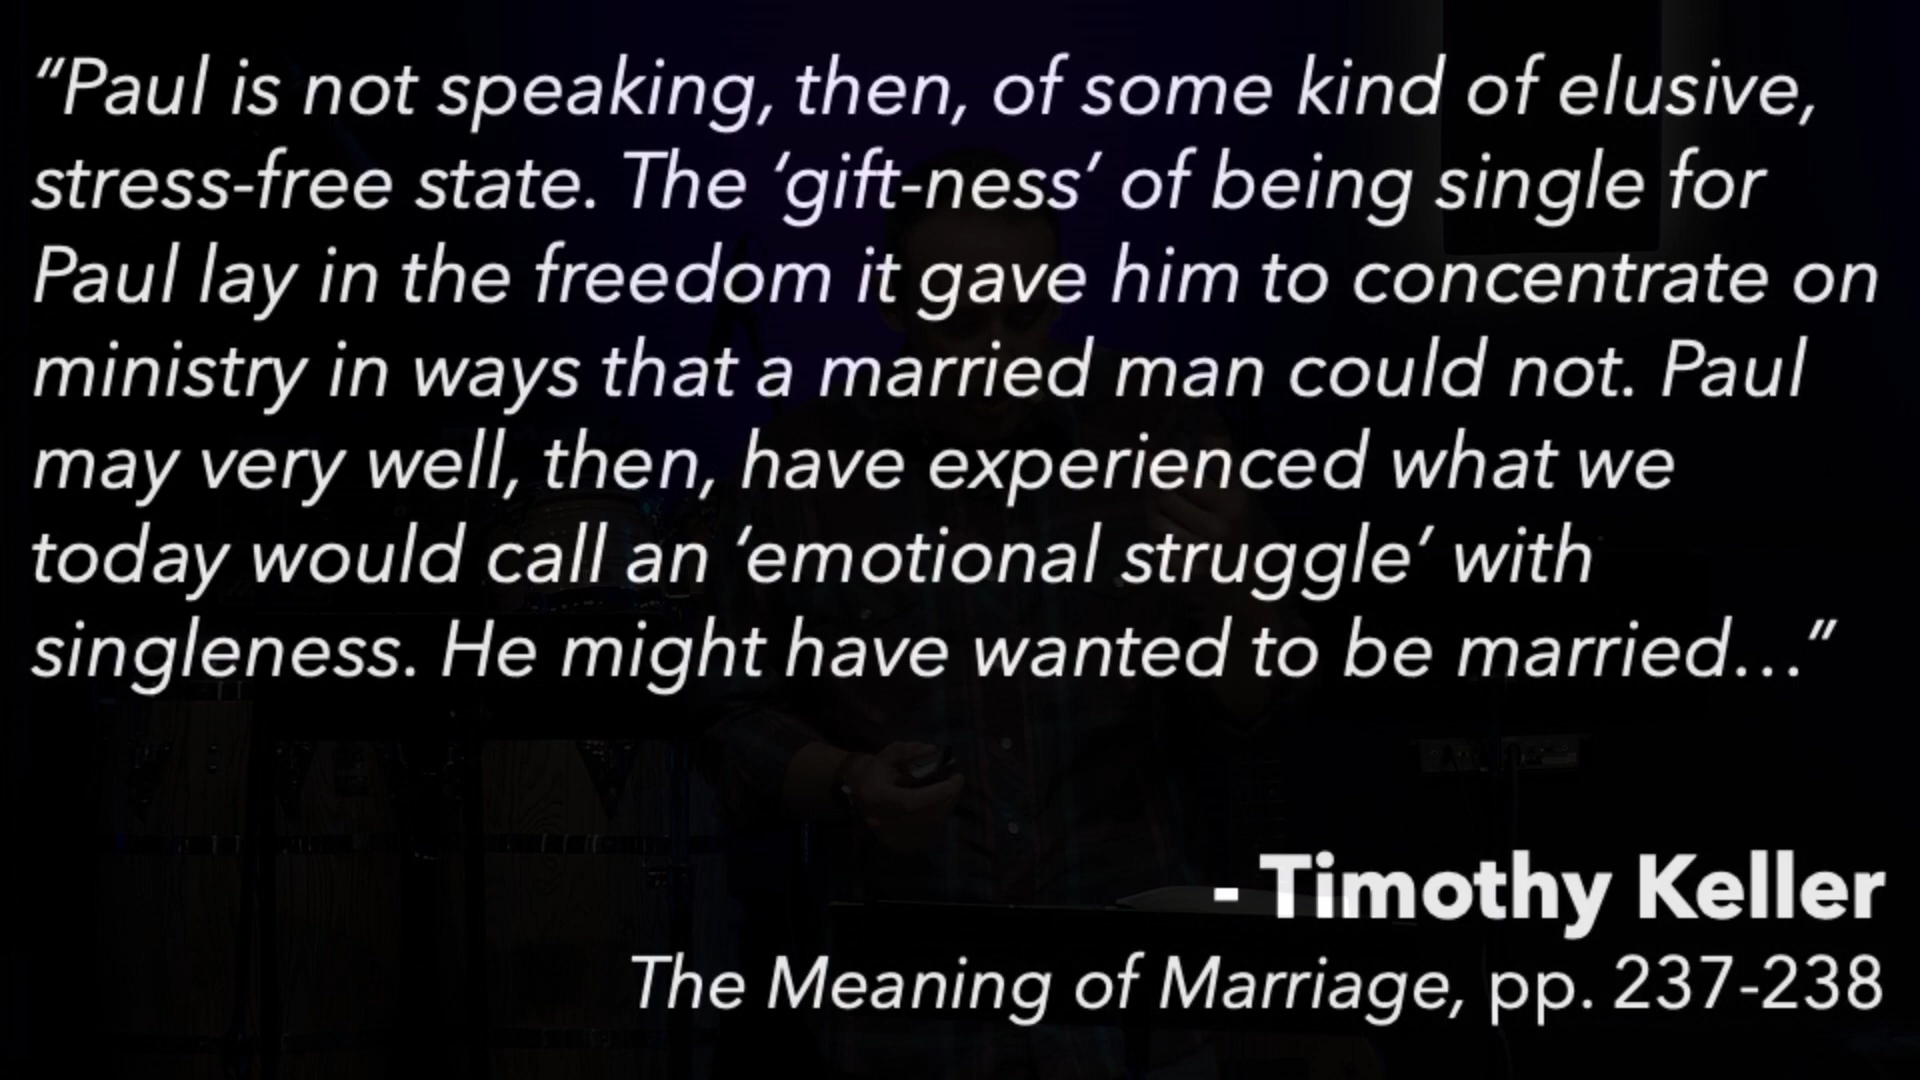 “Paul is not speaking, then, of some kind of elusive,
stress-free state. The ‘gift-ness’ of being single for
Paul lay in the freedom it gave him to concentrate on
ministry in ways that a married man could not. Paul
may very well, then, have experienced what we
today would call an ‘emotional struggle’ with
singleness. He might have wanted to be married…”
- Timothy Keller
The Meaning of Marriage, pp. 237-238